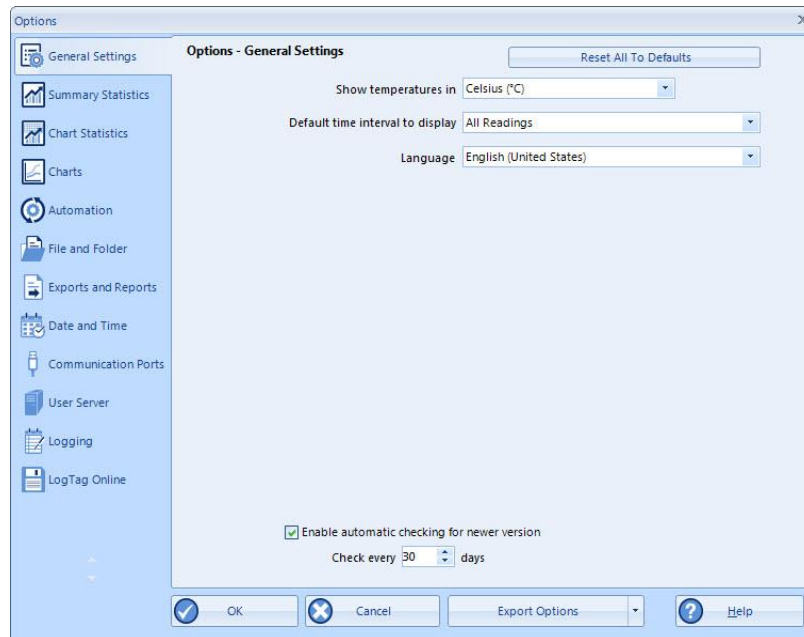 Options
General Settings
Summary Statistics
Chart Statistics
Charts
Automation
File and Folder
Exports and Reports
Date and Time
Communication Ports
User Server
Logging
LogTag Online
Options - General Settings
Reset All To Defaults
Show temperatures in Celsius (°C)
Default time interval to display All Readings
Language English (United States)
Enable automatic checking for newer version
Check every 30 days
OK Cancel Export Options Help